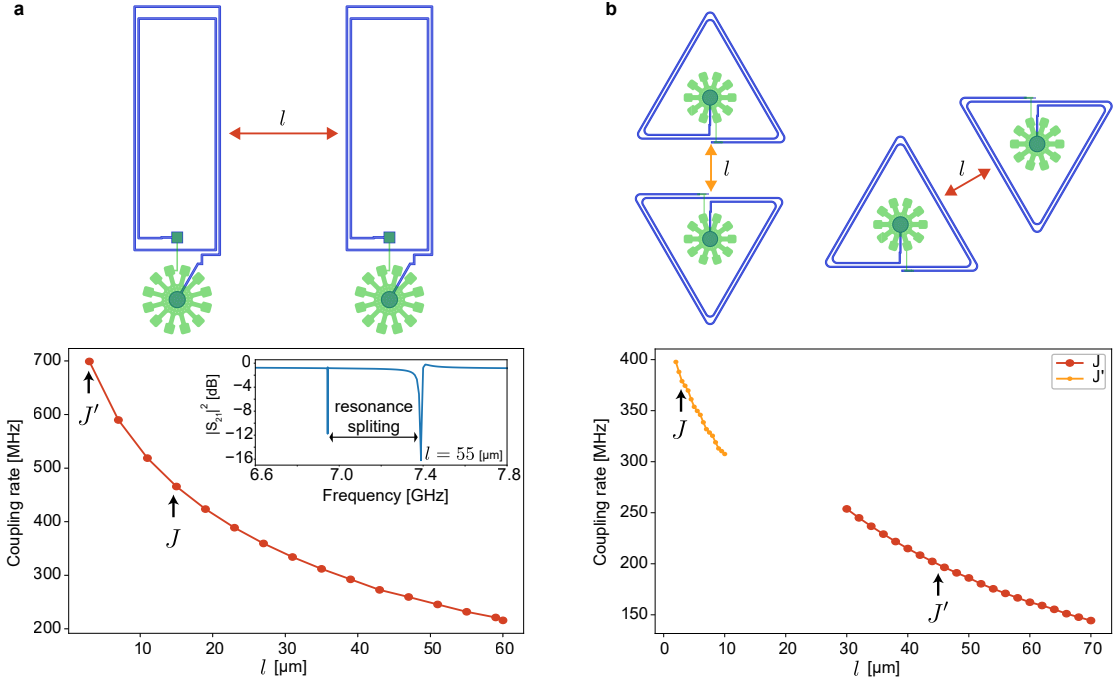 a
l
700
600
500
400
300
200
Coupling rate [MHz]
J′
J
0
−4
−8
−12
−16
|S₂₁|² [dB]
resonance
spliting
l = 55 [µm]
6.6
7.0
7.4
7.8
Frequency [GHz]
10
20
30
40
50
60
l [µm]
b
l
l
400
350
300
250
200
150
Coupling rate [MHz]
J
J'
J
J′
0
10
20
30
40
50
60
70
l [µm]